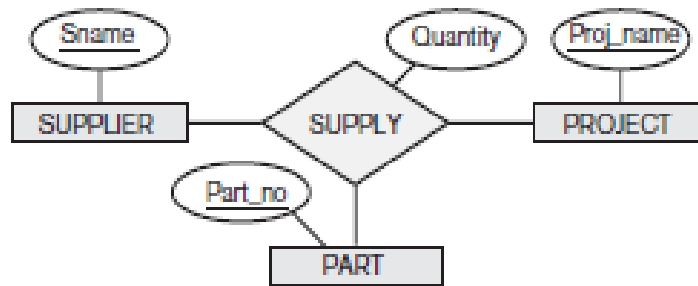 Sname
Quantity
Proj_name
SUPPLIER
SUPPLY
PROJECT
Part_no
PART